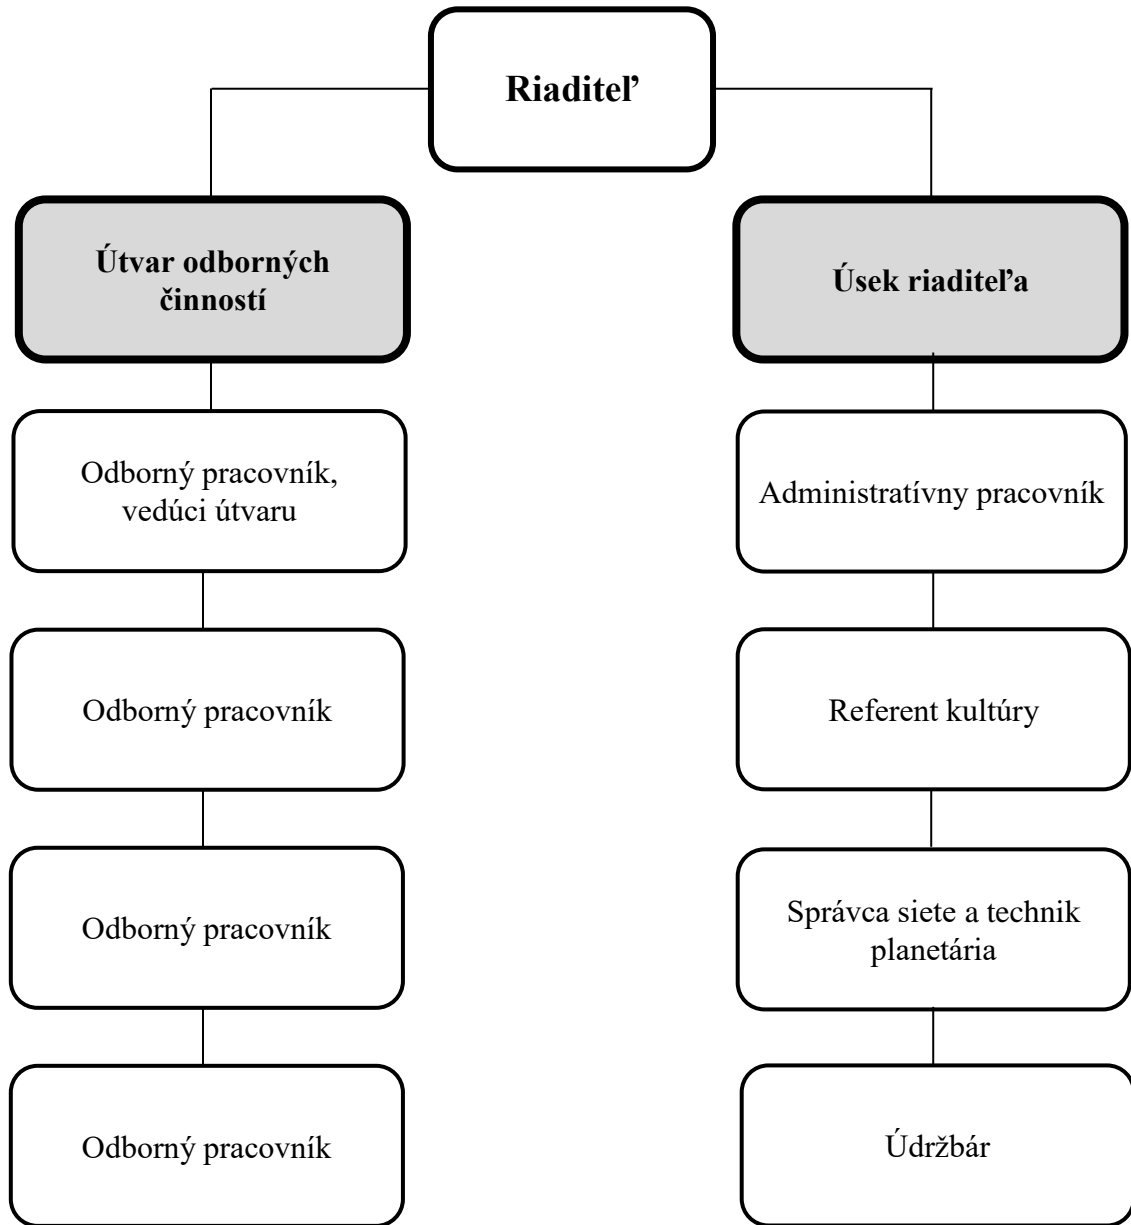 Riaditeľ
Útvar odborných
činností
Úsek riaditeľa
Odborný pracovník,
vedúci útvaru
Administratívny pracovník
Odborný pracovník
Referent kultúry
Odborný pracovník
Správca siete a technik
planetária
Odborný pracovník
Údržbár